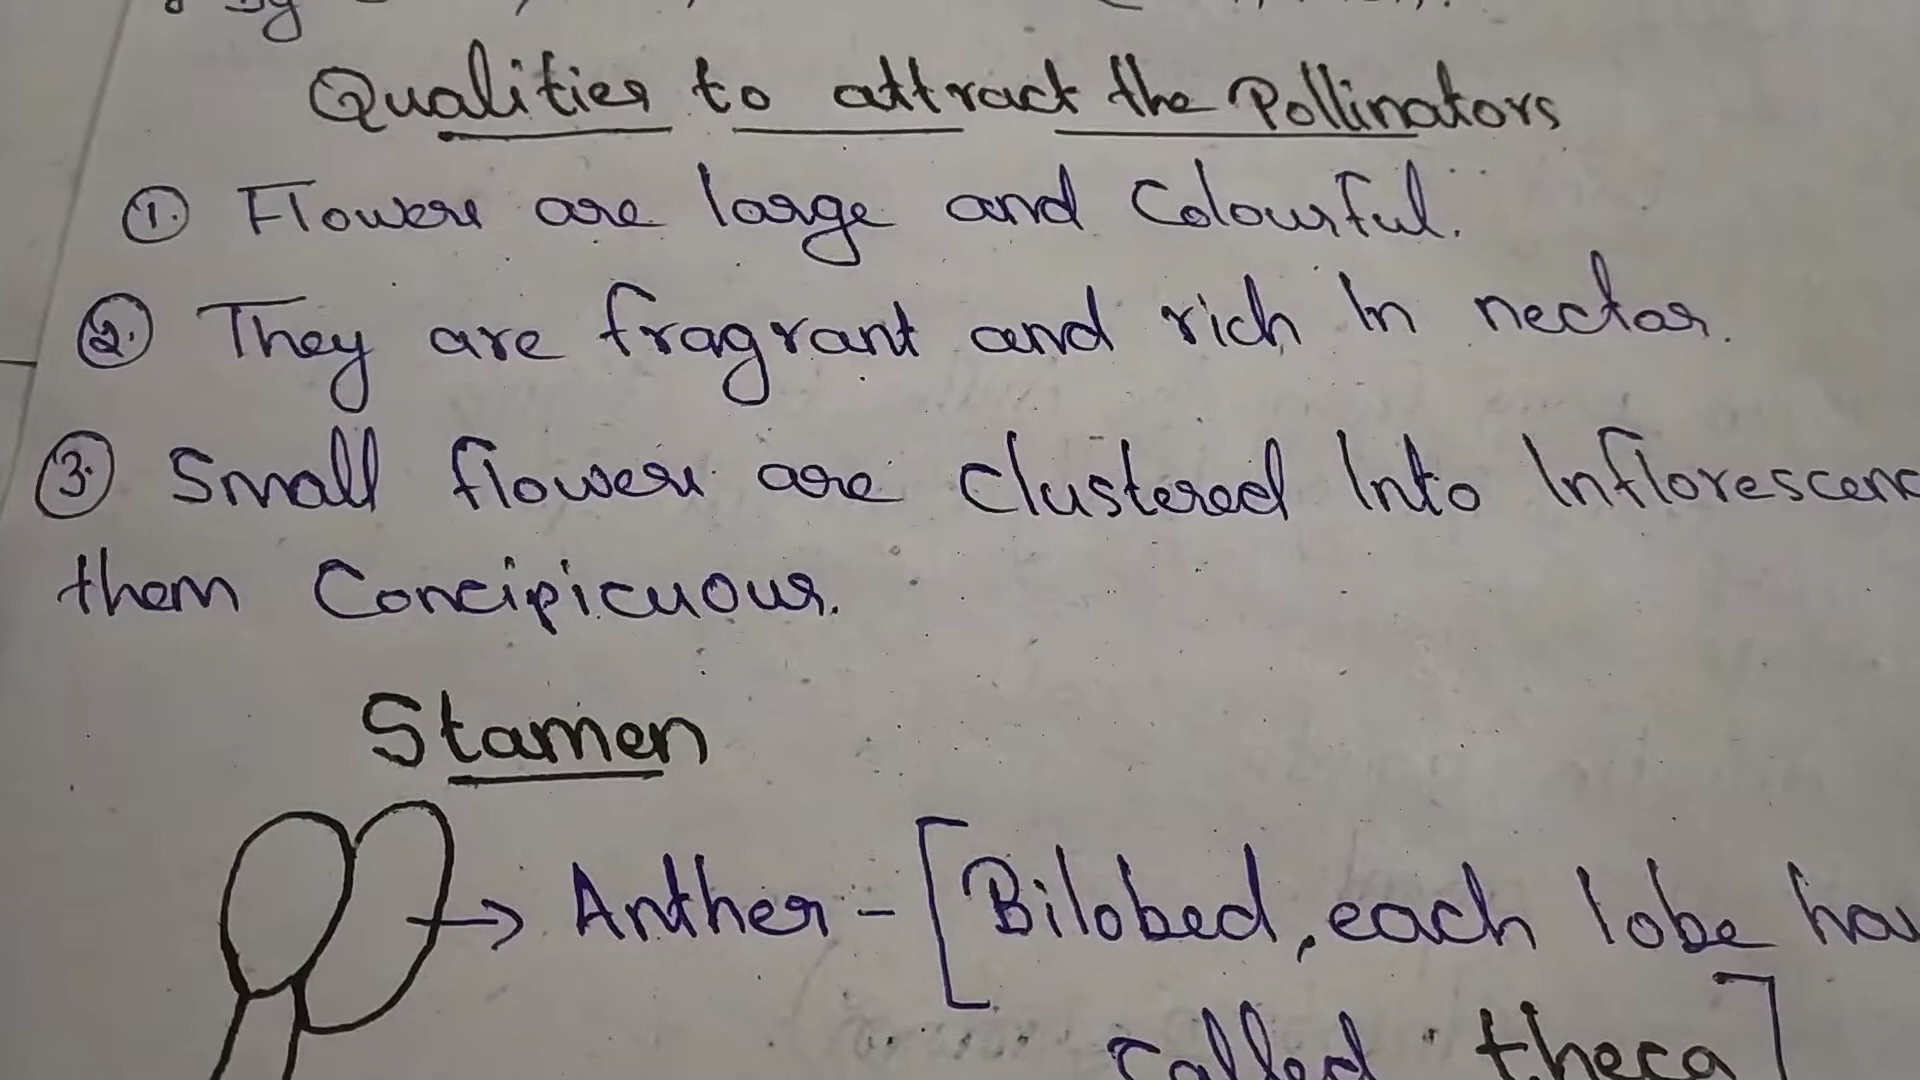 Qualities to attract the Pollinators
1. Flowers are large and Colourful.
2. They are fragrant and rich In nectar.
3. Small flowers are Clustered Into Inflorescenc
them Concipicuous.
Stamen
→ Anther - [Bilobed, each lobe ha
called theca]